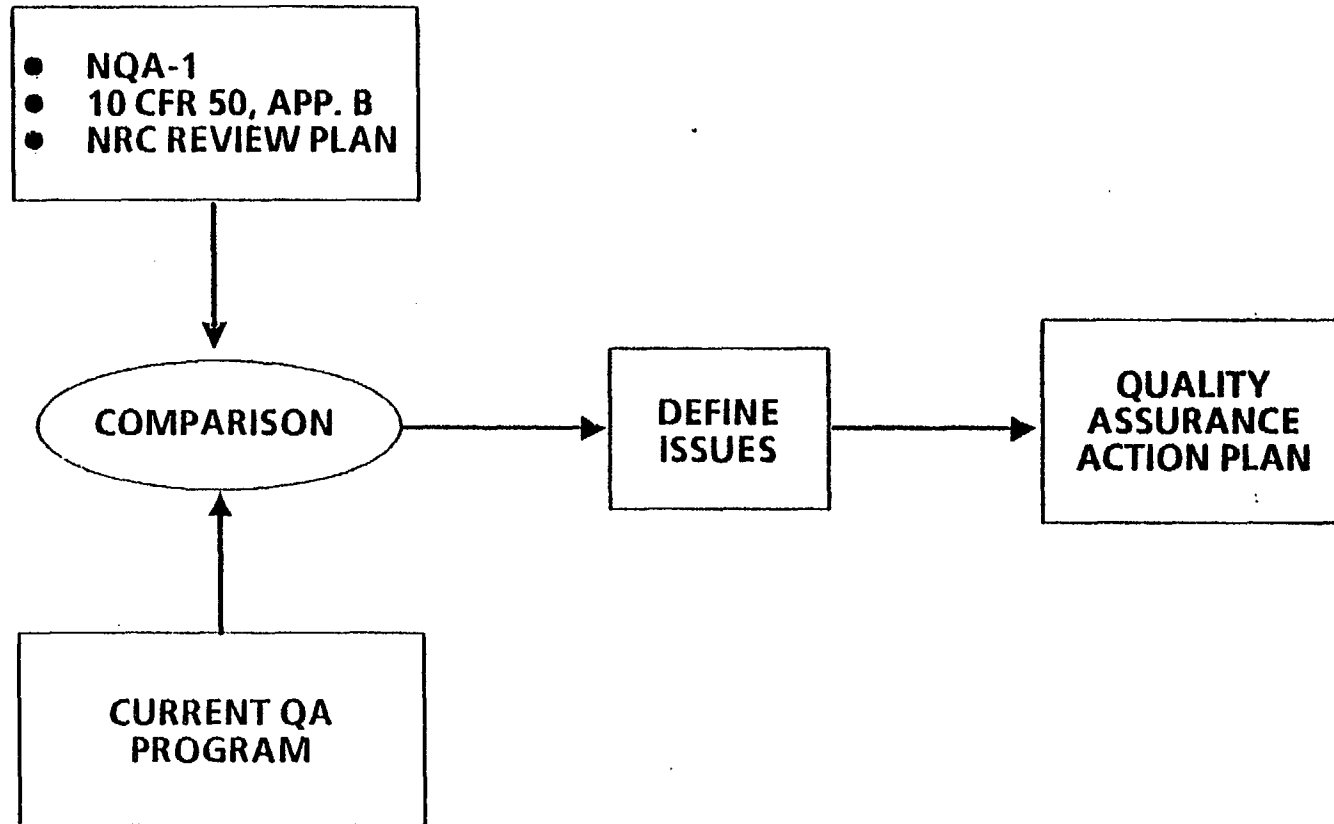 ● NQA-1
● 10 CFR 50, APP. B
● NRC REVIEW PLAN
COMPARISON
DEFINE
ISSUES
QUALITY
ASSURANCE
ACTION PLAN
CURRENT QA
PROGRAM